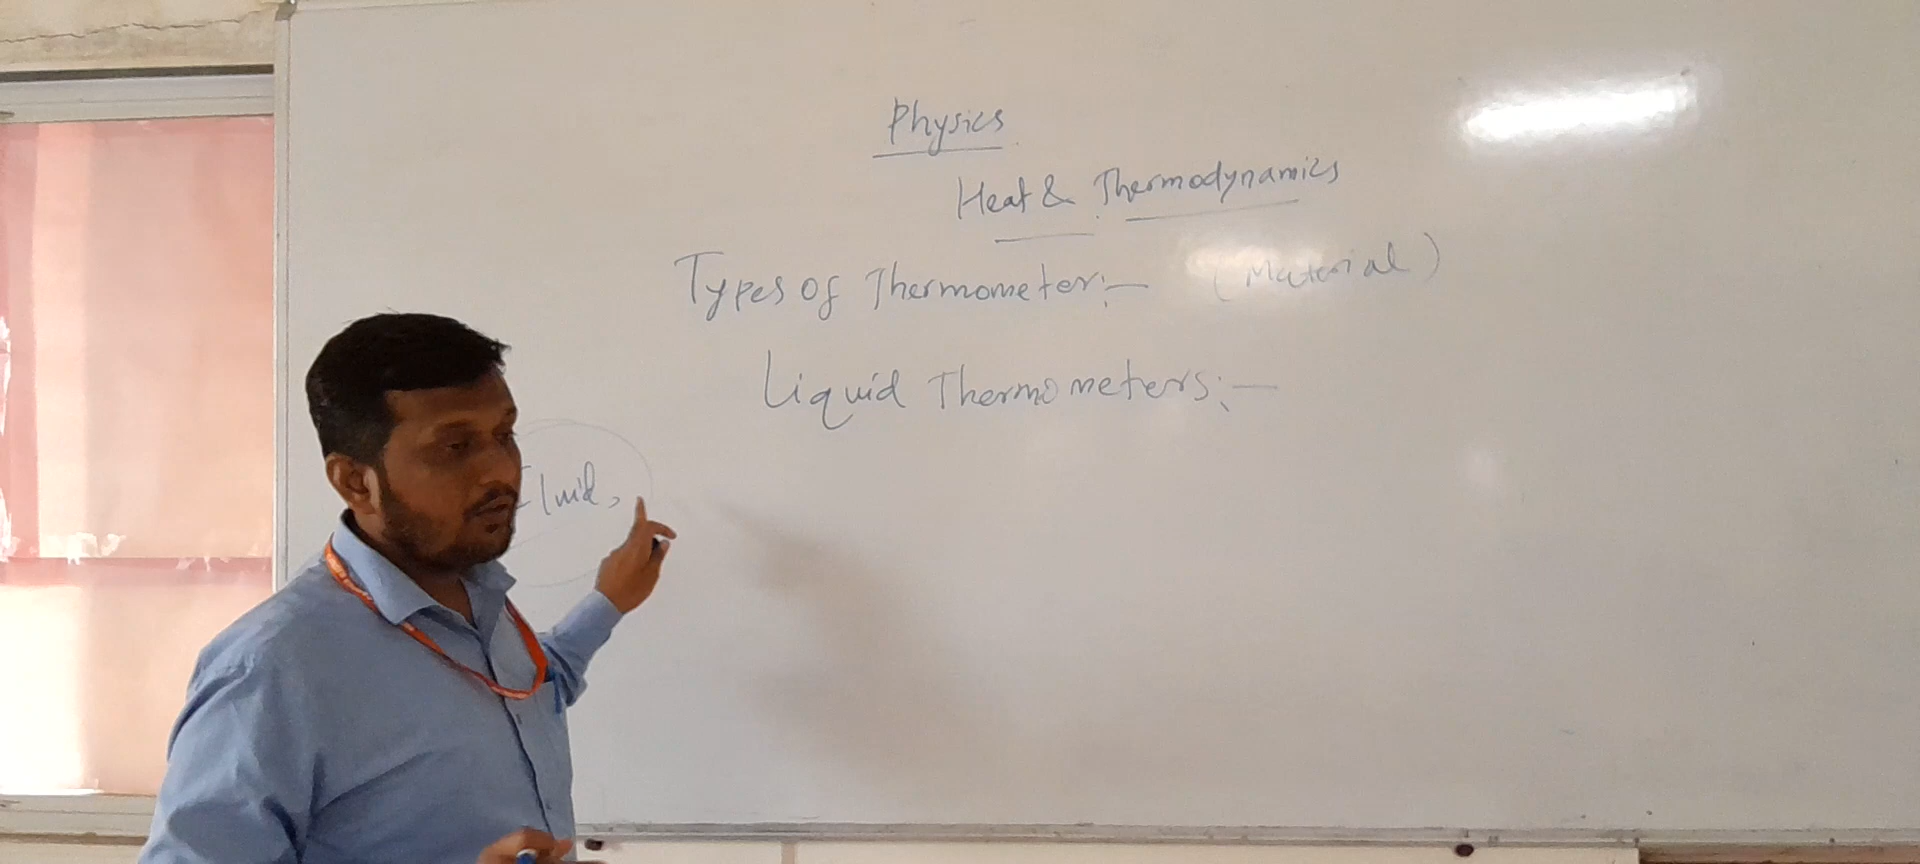 Physics
Heat & Thermodynamics
Types of Thermometer:- (Material)
Liquid Thermometers:-
Fluid,